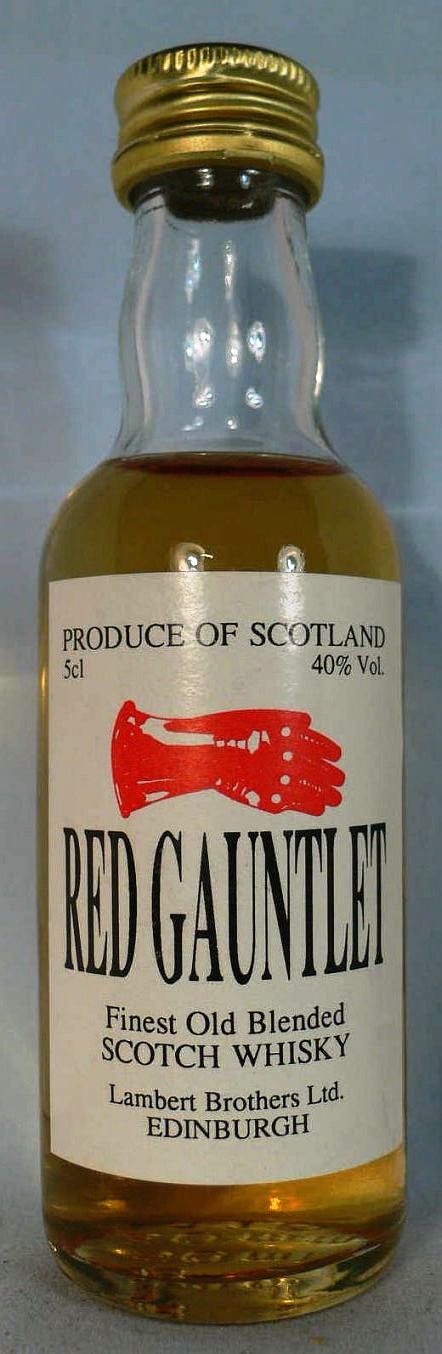 PRODUCE OF SCOTLAND
5cl 40% Vol.
RED GAUNTLET
Finest Old Blended
SCOTCH WHISKY
Lambert Brothers Ltd.
EDINBURGH